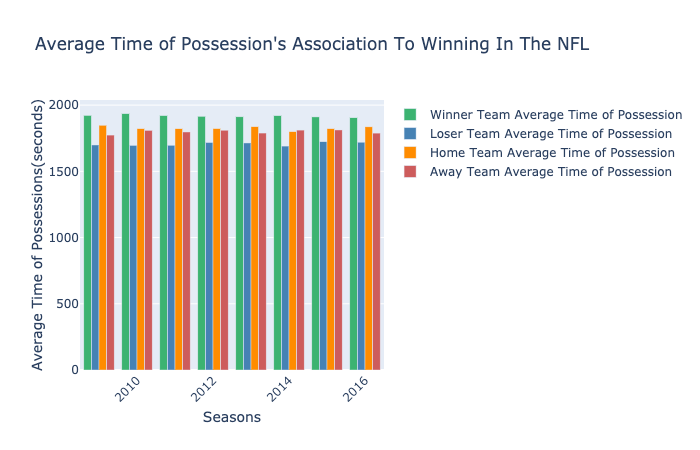 Average Time of Possession's Association To Winning In The NFL
Winner Team Average Time of Possession
Loser Team Average Time of Possession
Home Team Average Time of Possession
Away Team Average Time of Possession
Average Time of Possessions(seconds)
2000
1500
1000
500
0
2010
2012
2014
2016
Seasons